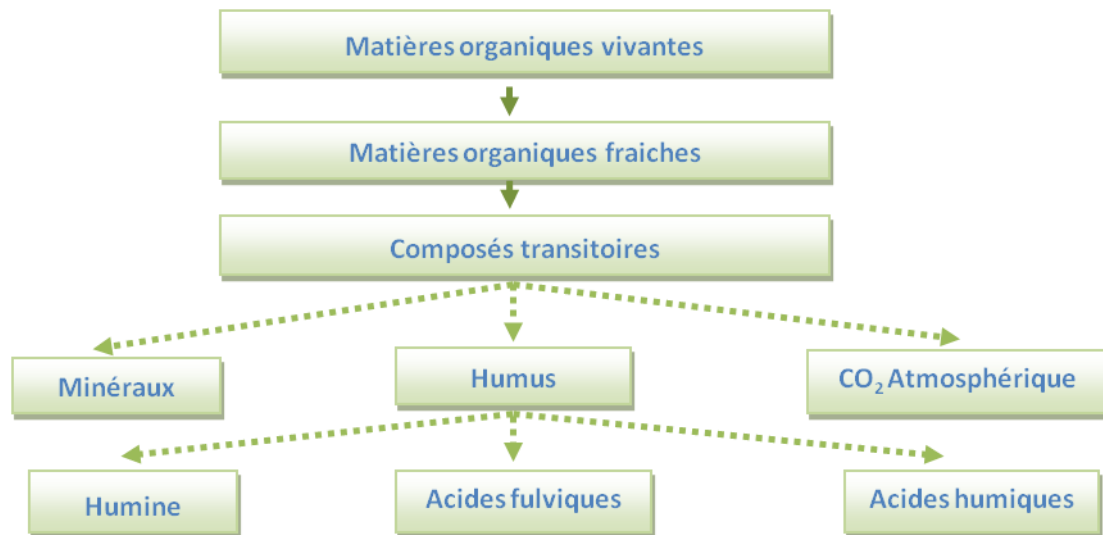 Matières organiques vivantes
Matières organiques fraiches
Composés transitoires
Minéraux
Humus
CO₂ Atmosphérique
Humine
Acides fulviques
Acides humiques